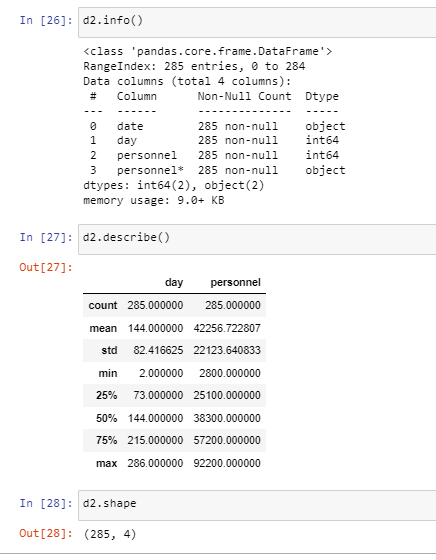 In [26]: d2.info()
<class 'pandas.core.frame.DataFrame'>
RangeIndex: 285 entries, 0 to 284
Data columns (total 4 columns):
 #   Column      Non-Null Count  Dtype
---  ------      --------------  -----
 0   date        285 non-null    object
 1   day         285 non-null    int64
 2   personnel   285 non-null    int64
 3   personnel*  285 non-null    object
dtypes: int64(2), object(2)
memory usage: 9.0+ KB
In [27]: d2.describe()
Out[27]:
day personnel
count 285.000000 285.000000
mean 144.000000 42256.722807
std 82.416625 22123.640833
min 2.000000 2800.000000
25% 73.000000 25100.000000
50% 144.000000 38300.000000
75% 215.000000 57200.000000
max 286.000000 92200.000000
In [28]: d2.shape
Out[28]: (285, 4)